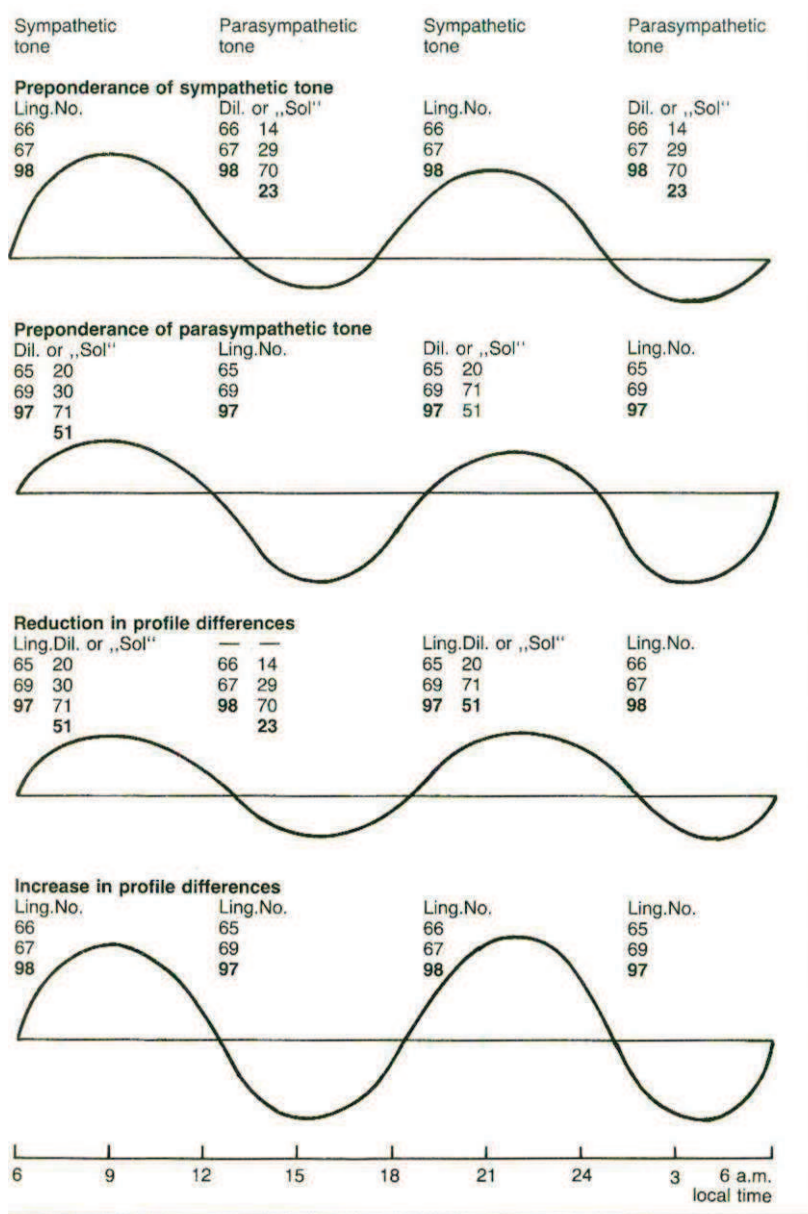 Sympathetic Parasympathetic Sympathetic Parasympathetic
tone tone tone tone
Preponderance of sympathetic tone
Ling.No. Dil. or ,,Sol“ Ling.No. Dil. or ,,Sol“
66 66 14 66 66 14
67 67 29 67 67 29
98 98 70 98 98 70
23 23
Preponderance of parasympathetic tone
Dil. or ,,Sol“ Ling.No. Dil. or ,,Sol“ Ling.No.
65 20 65 65 20 65
69 30 69 69 71 69
97 71 97 97 51 97
51
Reduction in profile differences
Ling.Dil. or ,,Sol“ — — Ling.Dil. or ,,Sol“ Ling.No.
65 20 66 14 65 20 66
69 30 67 29 69 71 67
97 71 98 70 97 51 98
51 23
Increase in profile differences
Ling.No. Ling.No. Ling.No. Ling.No.
66 65 66 65
67 69 67 69
98 97 98 97
6 9 12 15 18 21 24 3 6 a.m.
local time